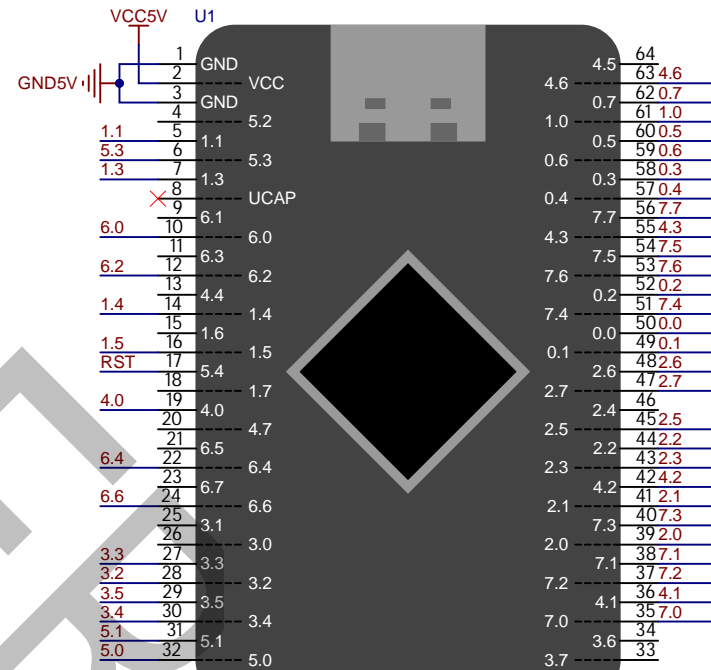 VCC5V U1
1 GND 4.5 64
GND5V 2 VCC 4.6 63 4.6
3 GND 0.7 62 0.7
4 5.2 1.0 61 1.0
1.1 5 1.1 0.5 60 0.5
5.3 6 5.3 0.6 59 0.6
1.3 7 1.3 0.3 58 0.3
8 UCAP 0.4 57 0.4
9 6.1 7.7 56 7.7
6.0 10 6.0 4.3 55 4.3
11 6.3 7.5 54 7.5
6.2 12 6.2 7.6 53 7.6
13 4.4 0.2 52 0.2
1.4 14 1.4 7.4 51 7.4
15 1.6 0.0 50 0.0
1.5 16 1.5 0.1 49 0.1
RST 17 5.4 2.6 48 2.6
18 1.7 2.7 47 2.7
4.0 19 4.0 2.4 46
20 4.7 2.5 45 2.5
21 6.5 2.2 44 2.2
6.4 22 6.4 2.3 43 2.3
23 6.7 4.2 42 4.2
6.6 24 6.6 2.1 41 2.1
25 3.1 7.3 40 7.3
26 3.0 2.0 39 2.0
3.3 27 3.3 7.1 38 7.1
3.2 28 3.2 7.2 37 7.2
3.5 29 3.5 4.1 36 4.1
3.4 30 3.4 7.0 35 7.0
5.1 31 5.1 3.6 34
5.0 32 5.0 3.7 33